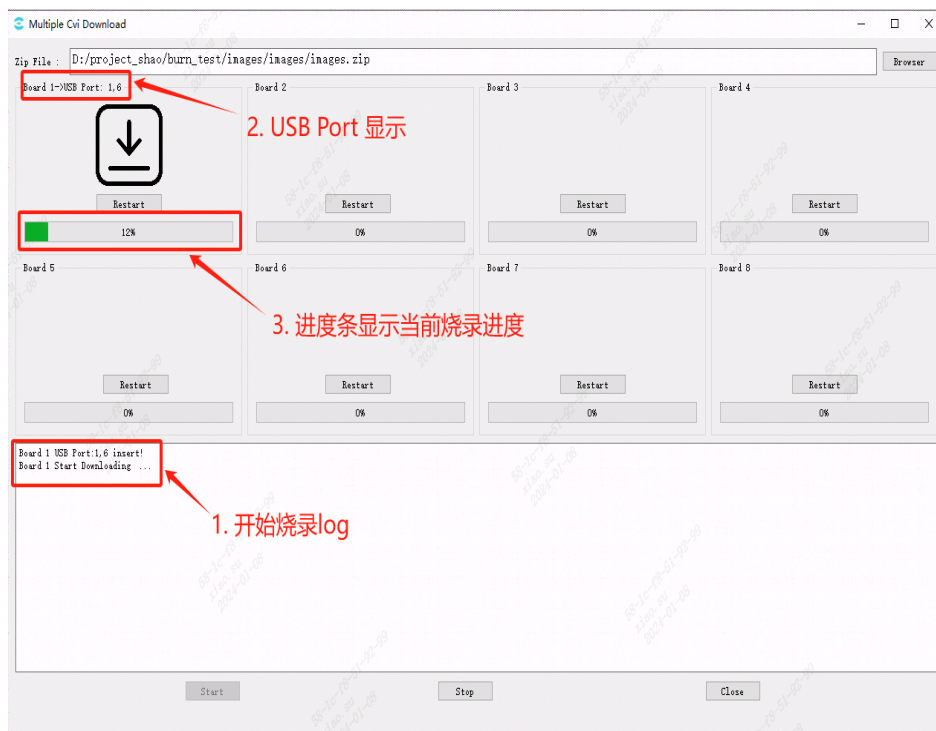 Multiple Cvi Download
Zip File :
D:/project_shao/burn_test/images/images/images.zip
Browser
Board 1->USB Port: 1,6
Board 2
Board 3
Board 4
2. USB Port 显示
Restart
Restart
Restart
Restart
12%
0%
0%
0%
Board 5
Board 6
Board 7
Board 8
3. 进度条显示当前烧录进度
Restart
Restart
Restart
Restart
0%
0%
0%
0%
Board 1 USB Port:1,6 insert!
Board 1 Start Downloading ...
1. 开始烧录log
Start
Stop
Close